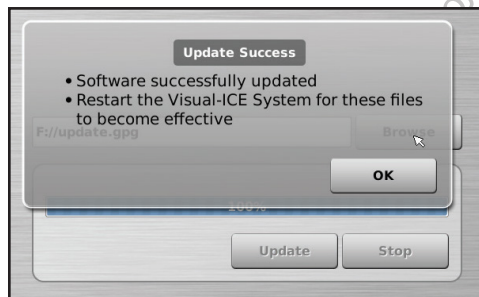 Update Success
• Software successfully updated
• Restart the Visual-ICE System for these files
to become effective
F://update.gpg
Browse
OK
100%
Update
Stop